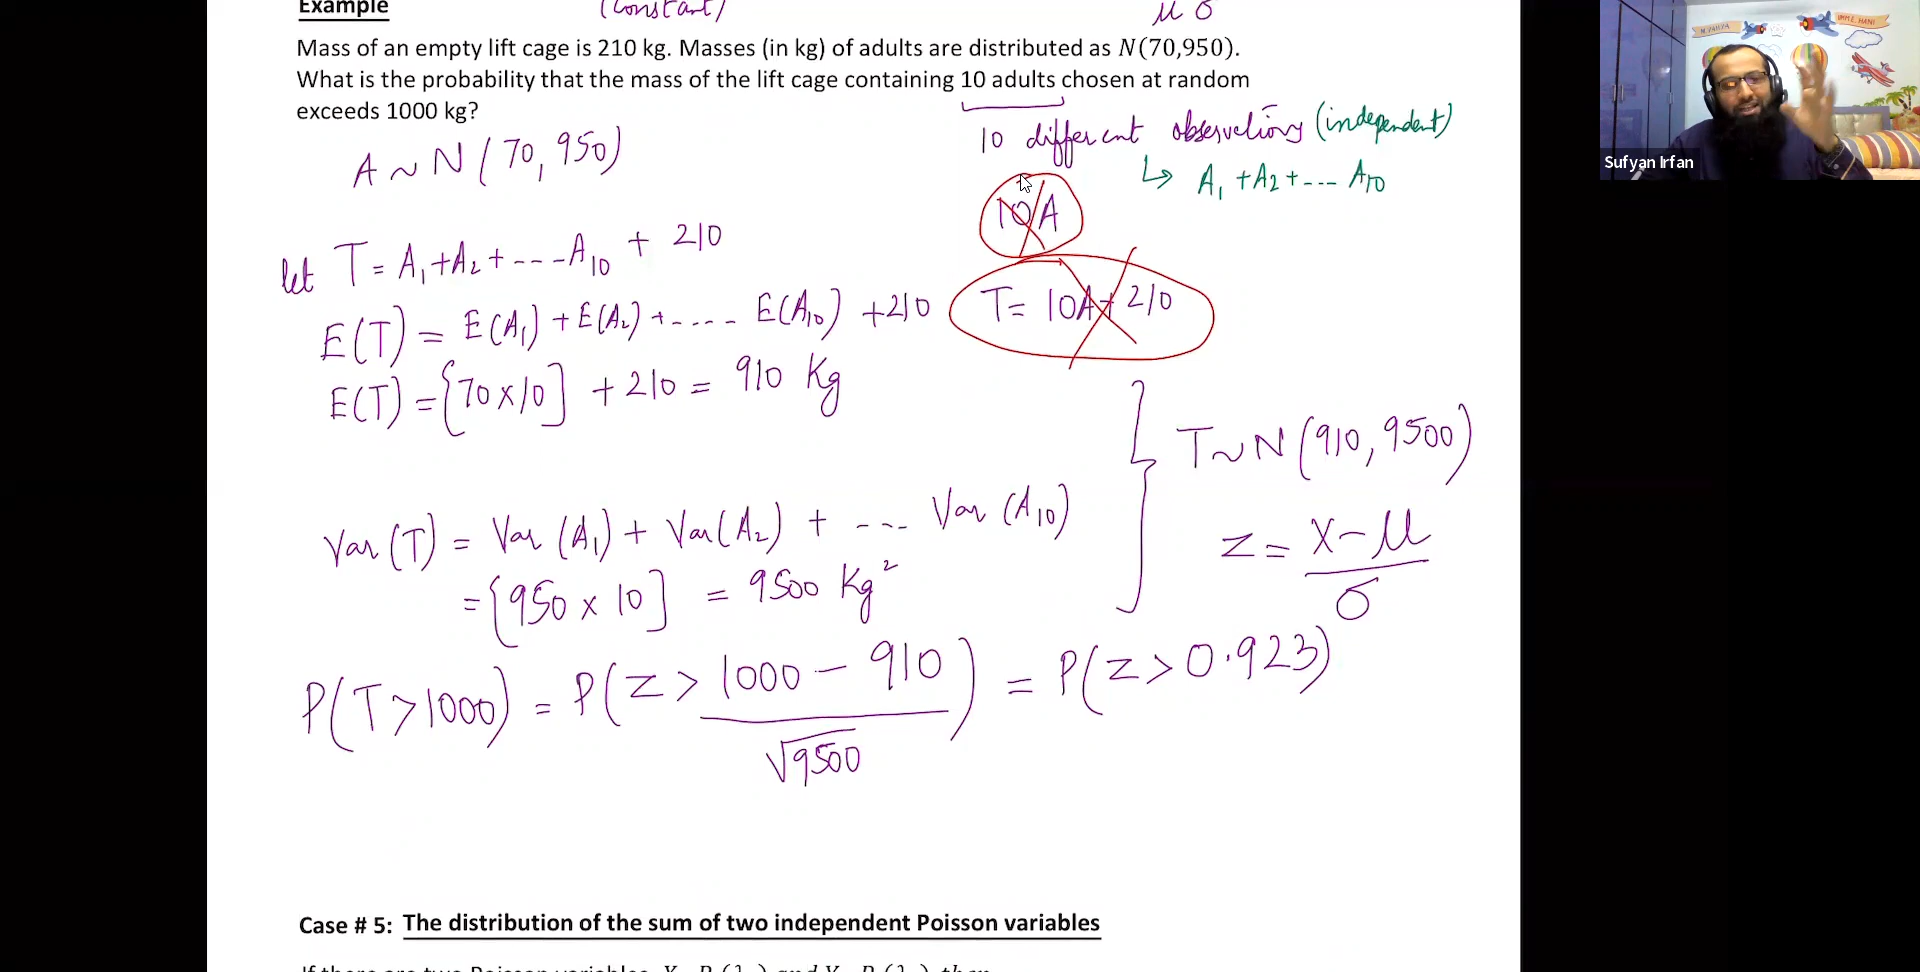 Example
(constant)
μ σ
Mass of an empty lift cage is 210 kg. Masses (in kg) of adults are distributed as N(70,950).
What is the probability that the mass of the lift cage containing 10 adults chosen at random
exceeds 1000 kg?
10 different observations (independent)
↳ A₁ + A₂ + --- A₁₀
A ~ N(70, 950)
10A
let T = A₁ + A₂ + --- A₁₀ + 210
T = 10A + 210
E(T) = E(A₁) + E(A₂) + ---- E(A₁₀) + 210
E(T) = [70 × 10] + 210 = 910 Kg
T ~ N(910, 9500)
Var(T) = Var(A₁) + Var(A₂) + --- Var(A₁₀)
= [950 × 10] = 9500 Kg²
Z = X - μ / σ
P(T > 1000) = P(Z > 1000 - 910 / √9500) = P(Z > 0.923)
Case # 5: The distribution of the sum of two independent Poisson variables
Sufyan Irfan